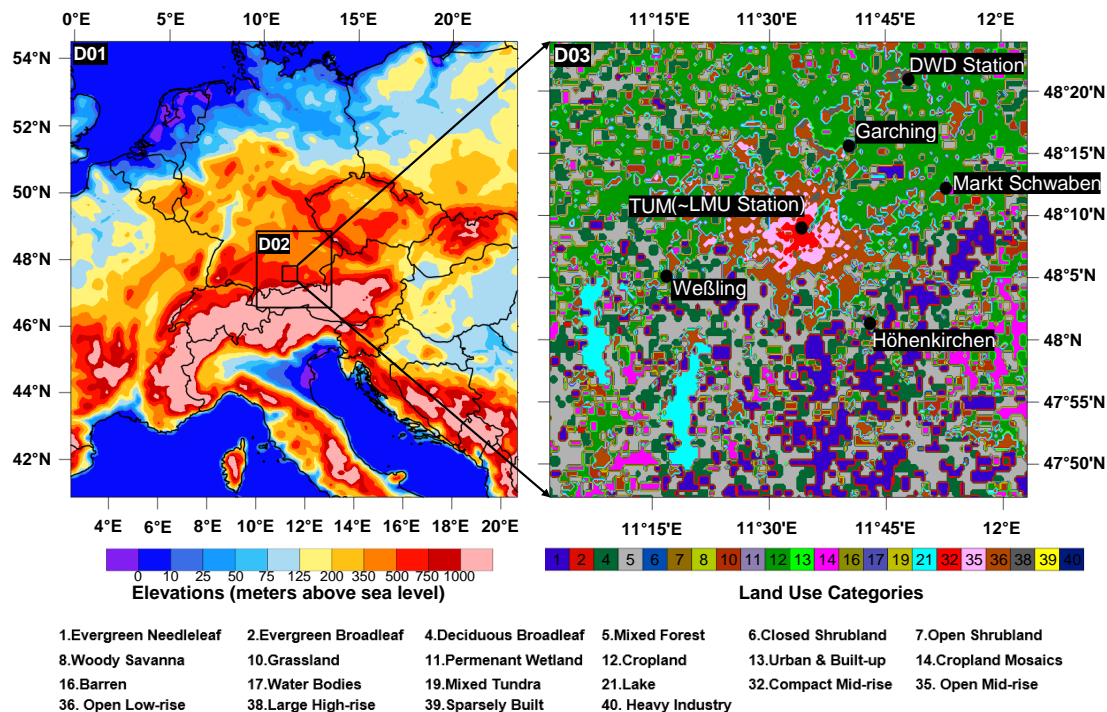 0°E 5°E 10°E 15°E 20°E
11°15'E 11°30'E 11°45'E 12°E
54°N
52°N
50°N
48°N
46°N
44°N
42°N
D01
D02
D03
DWD Station
Garching
Markt Schwaben
TUM(~LMU Station)
Weßling
Höhenkirchen
48°20'N
48°15'N
48°10'N
48°5'N
48°N
47°55'N
47°50'N
4°E 6°E 10°E 12°E 14°E 16°E 20°E
11°15'E 11°30'E 11°45'E 12°E
0 10 25 50 75 125 200 350 500 750 1000
Elevations (meters above sea level)
1 2 4 5 6 7 8 10 11 12 13 14 16 17 19 21 32 35 36 38 39 40
Land Use Categories
1.Evergreen Needleleaf 2.Evergreen Broadleaf 4.Deciduous Broadleaf 5.Mixed Forest 6.Closed Shrubland 7.Open Shrubland
8.Woody Savanna 10.Grassland 11.Permenant Wetland 12.Cropland 13.Urban & Built-up 14.Cropland Mosaics
16.Barren 17.Water Bodies 19.Mixed Tundra 21.Lake 32.Compact Mid-rise 35. Open Mid-rise
36. Open Low-rise 38.Large High-rise 39.Sparsely Built 40. Heavy Industry